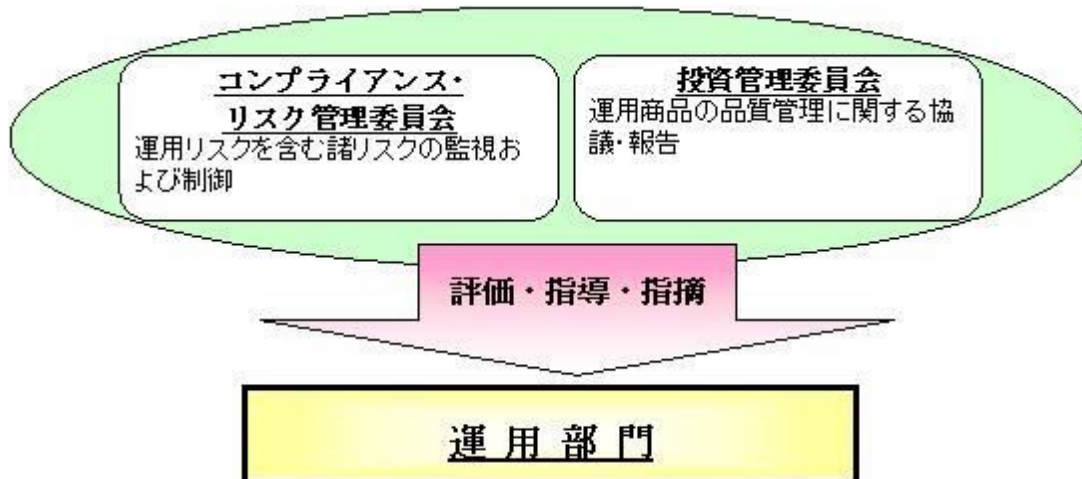 コンプライアンス・
リスク管理委員会
運用リスクを含む諸リスクの監視お
よび制御
投資管理委員会
運用商品の品質管理に関する協
議・報告
評価・指導・指摘
運用部門